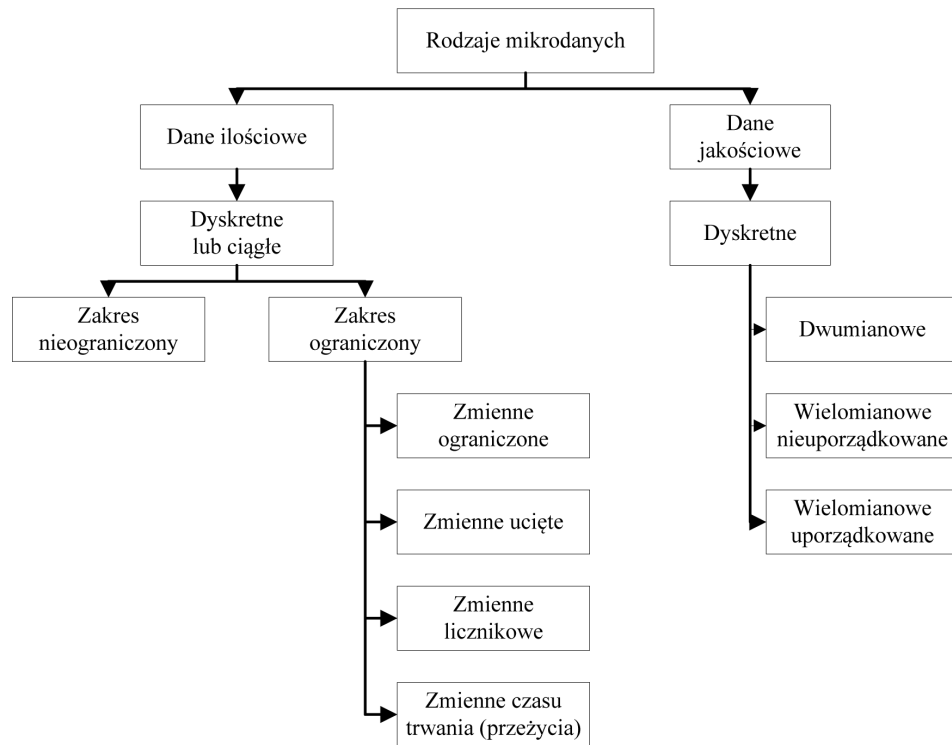 Rodzaje mikrodanych
Dane ilościowe
Dane
jakościowe
Dyskretne
lub ciągłe
Dyskretne
Zakres
nieograniczony
Zakres
ograniczony
Dwumianowe
Zmienne
ograniczone
Wielomianowe
nieuporządkowane
Zmienne ucięte
Wielomianowe
uporządkowane
Zmienne
licznikowe
Zmienne czasu
trwania (przeżycia)